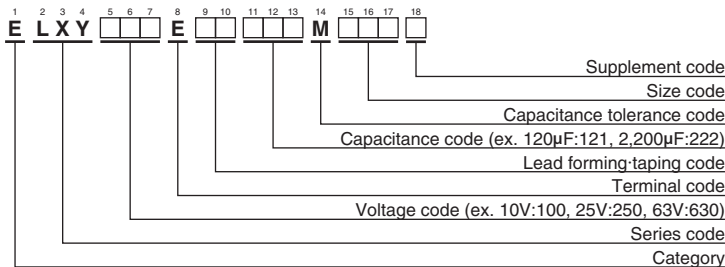 1 2 3 4 5 6 7 8 9 10 11 12 13 14 15 16 17 18
E L X Y □□□ E □□ □□□ M □□□ □
Supplement code
Size code
Capacitance tolerance code
Capacitance code (ex. 120μF:121, 2,200μF:222)
Lead forming·taping code
Terminal code
Voltage code (ex. 10V:100, 25V:250, 63V:630)
Series code
Category